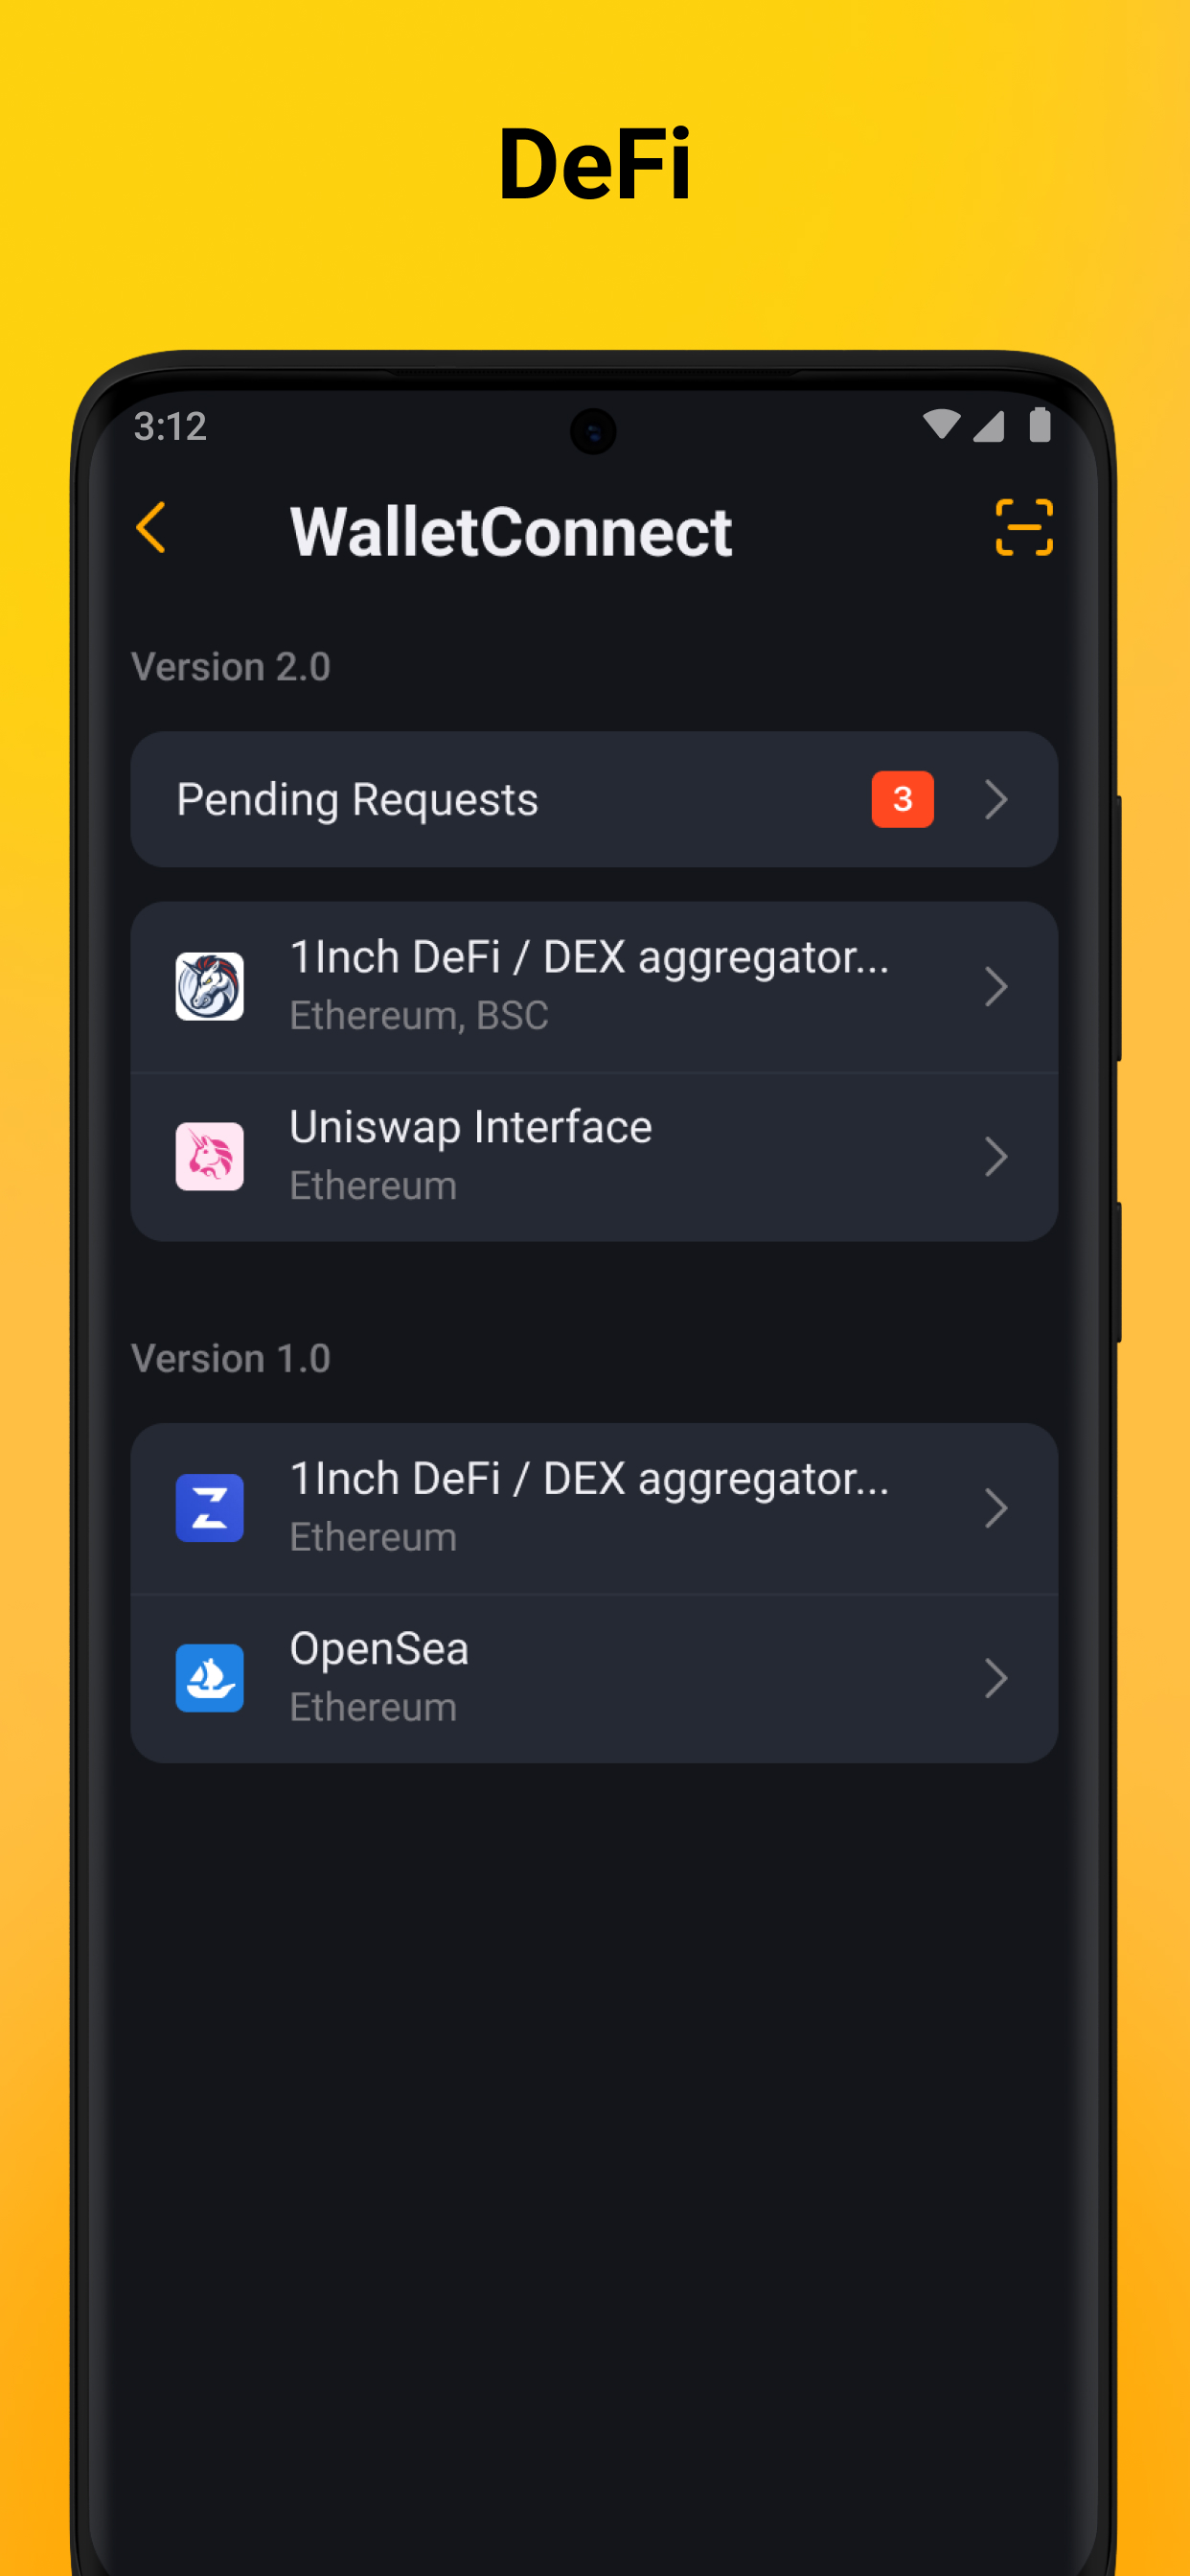 DeFi
3:12
WalletConnect
Version 2.0
Pending Requests
3
1Inch DeFi / DEX aggregator...
Ethereum, BSC
Uniswap Interface
Ethereum
Version 1.0
1Inch DeFi / DEX aggregator...
Ethereum
OpenSea
Ethereum